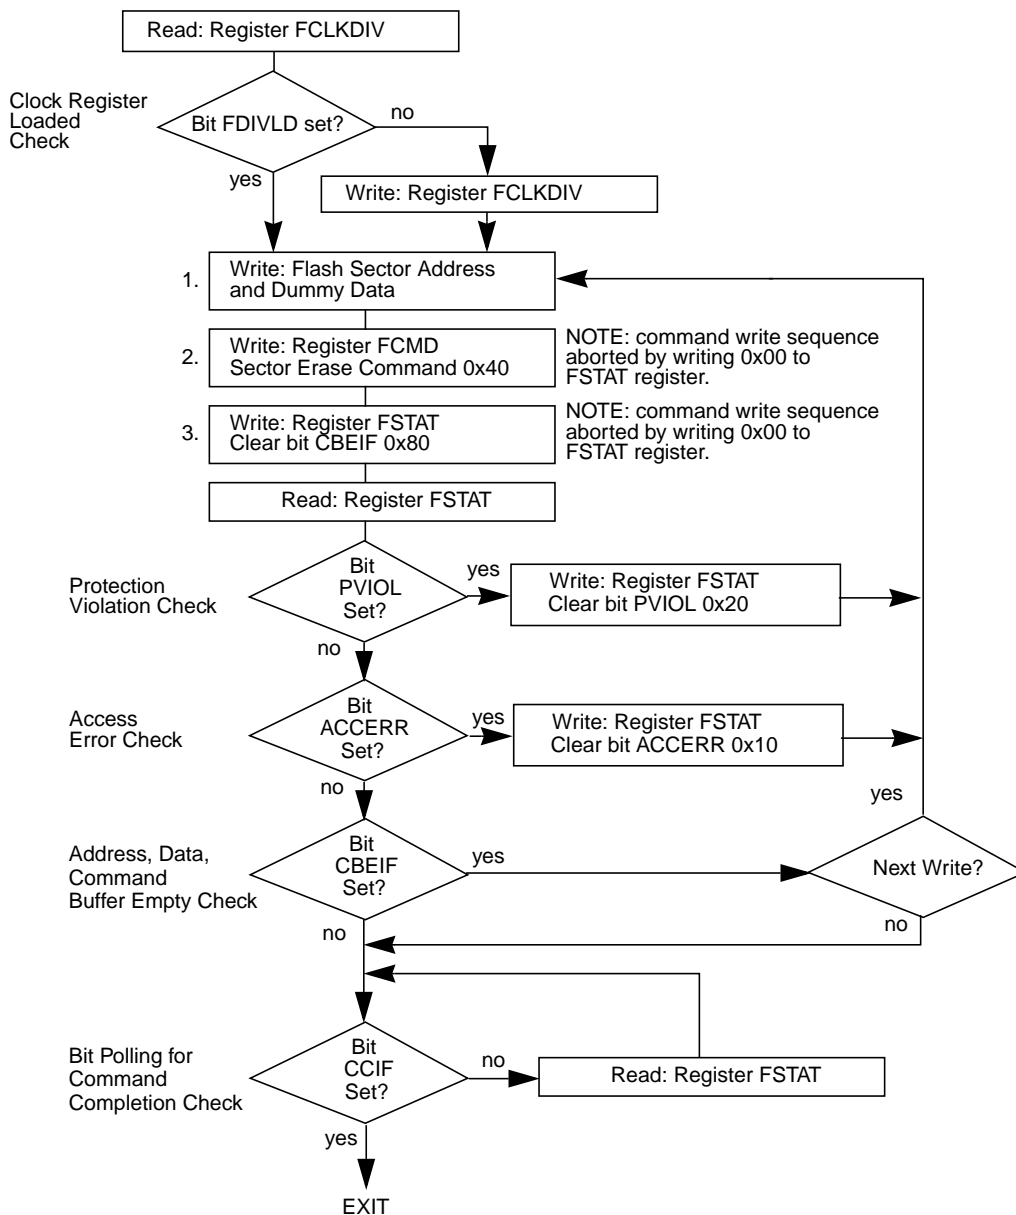 Read: Register FCLKDIV
Clock Register
Loaded
Check
Bit FDIVLD set?
no
yes
Write: Register FCLKDIV
1.
Write: Flash Sector Address
and Dummy Data
2.
Write: Register FCMD
Sector Erase Command 0x40
NOTE: command write sequence
aborted by writing 0x00 to
FSTAT register.
3.
Write: Register FSTAT
Clear bit CBEIF 0x80
NOTE: command write sequence
aborted by writing 0x00 to
FSTAT register.
Read: Register FSTAT
Protection
Violation Check
Bit
PVIOL
Set?
yes
Write: Register FSTAT
Clear bit PVIOL 0x20
no
Access
Error Check
Bit
ACCERR
Set?
yes
Write: Register FSTAT
Clear bit ACCERR 0x10
no
yes
Address, Data,
Command
Buffer Empty Check
Bit
CBEIF
Set?
yes
Next Write?
no
no
Bit Polling for
Command
Completion Check
Bit
CCIF
Set?
no
Read: Register FSTAT
yes
EXIT